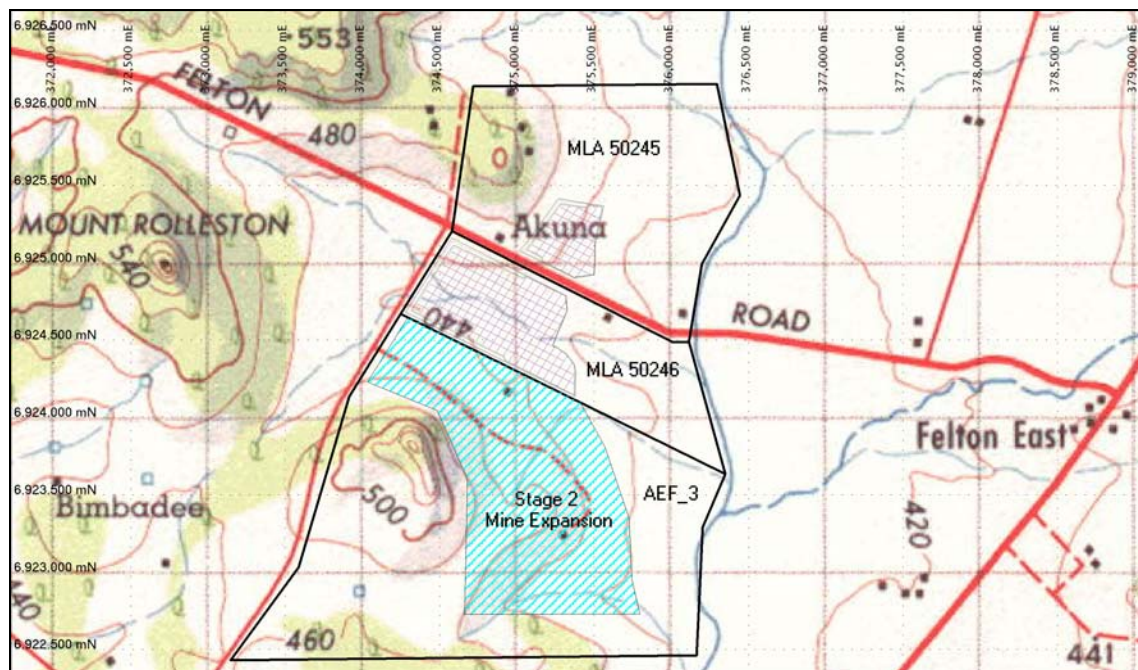 6,926,500 mN
372,000 mE
372,500 mE
373,000 mE
373,500 mE
374,000 mE
374,500 mE
375,000 mE
375,500 mE
376,000 mE
376,500 mE
377,000 mE
377,500 mE
378,000 mE
378,500 mE
379,000 mE
553
FELTON
6,926,000 mN
480
MLA 50245
6,925,500 mN
MOUNT ROLLESTON
Akuna
540
6,925,000 mN
ROAD
440
6,924,500 mN
MLA 50246
6,924,000 mN
Felton East
6,923,500 mN
Bimbadee
500
AEF_3
Stage 2
Mine Expansion
420
6,923,000 mN
440
6,922,500 mN
460
441